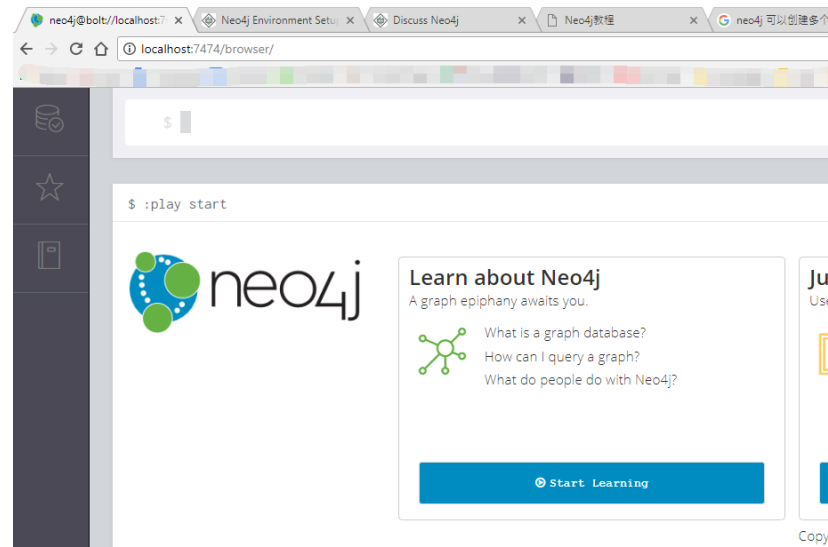 neo4j@bolt://localhost:7
Neo4j Environment Setu
Discuss Neo4j
Neo4j教程
neo4j 可以创建多个
localhost:7474/browser/
$
$ :play start
neo4j
Learn about Neo4j
A graph epiphany awaits you.
What is a graph database?
How can I query a graph?
What do people do with Neo4j?
Start Learning
Ju
Use
Copy